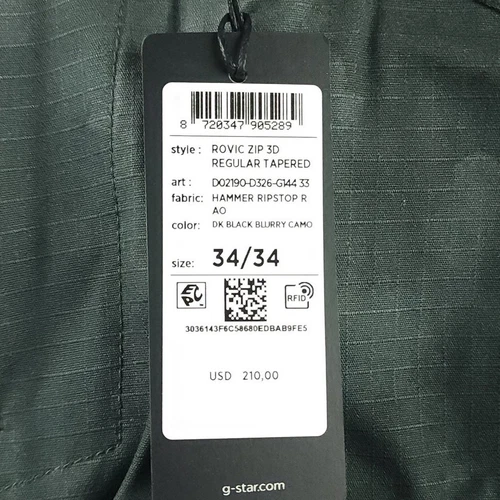 8 720347 905289
style : ROVIC ZIP 3D
REGULAR TAPERED
art : D02190-D326-G144 33
fabric: HAMMER RIPSTOP R
AO
color: DK BLACK BLURRY CAMO
size: 34/34
EPC RFID
3036143F6C58680EDBAB9FE5
USD 210,00
g-star.com